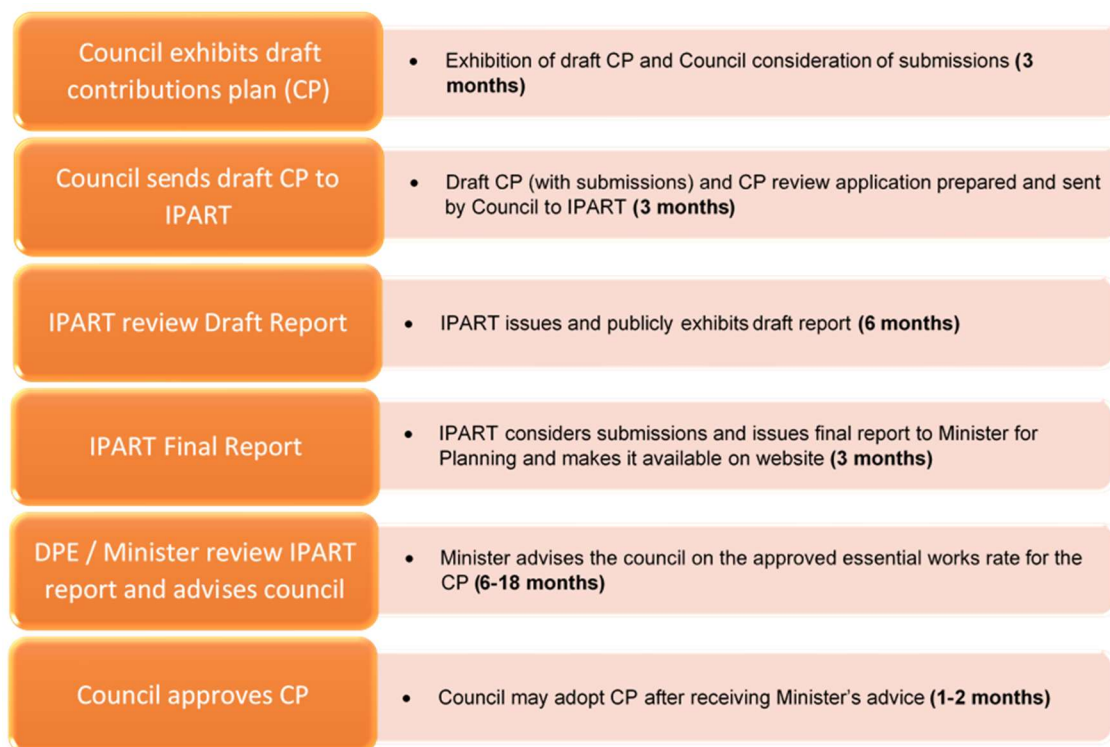 Council exhibits draft
contributions plan (CP)
• Exhibition of draft CP and Council consideration of submissions (3
months)
Council sends draft CP to
IPART
• Draft CP (with submissions) and CP review application prepared and sent
by Council to IPART (3 months)
IPART review Draft Report
• IPART issues and publicly exhibits draft report (6 months)
IPART Final Report
• IPART considers submissions and issues final report to Minister for
Planning and makes it available on website (3 months)
DPE / Minister review IPART
report and advises council
• Minister advises the council on the approved essential works rate for the
CP (6-18 months)
Council approves CP
• Council may adopt CP after receiving Minister's advice (1-2 months)